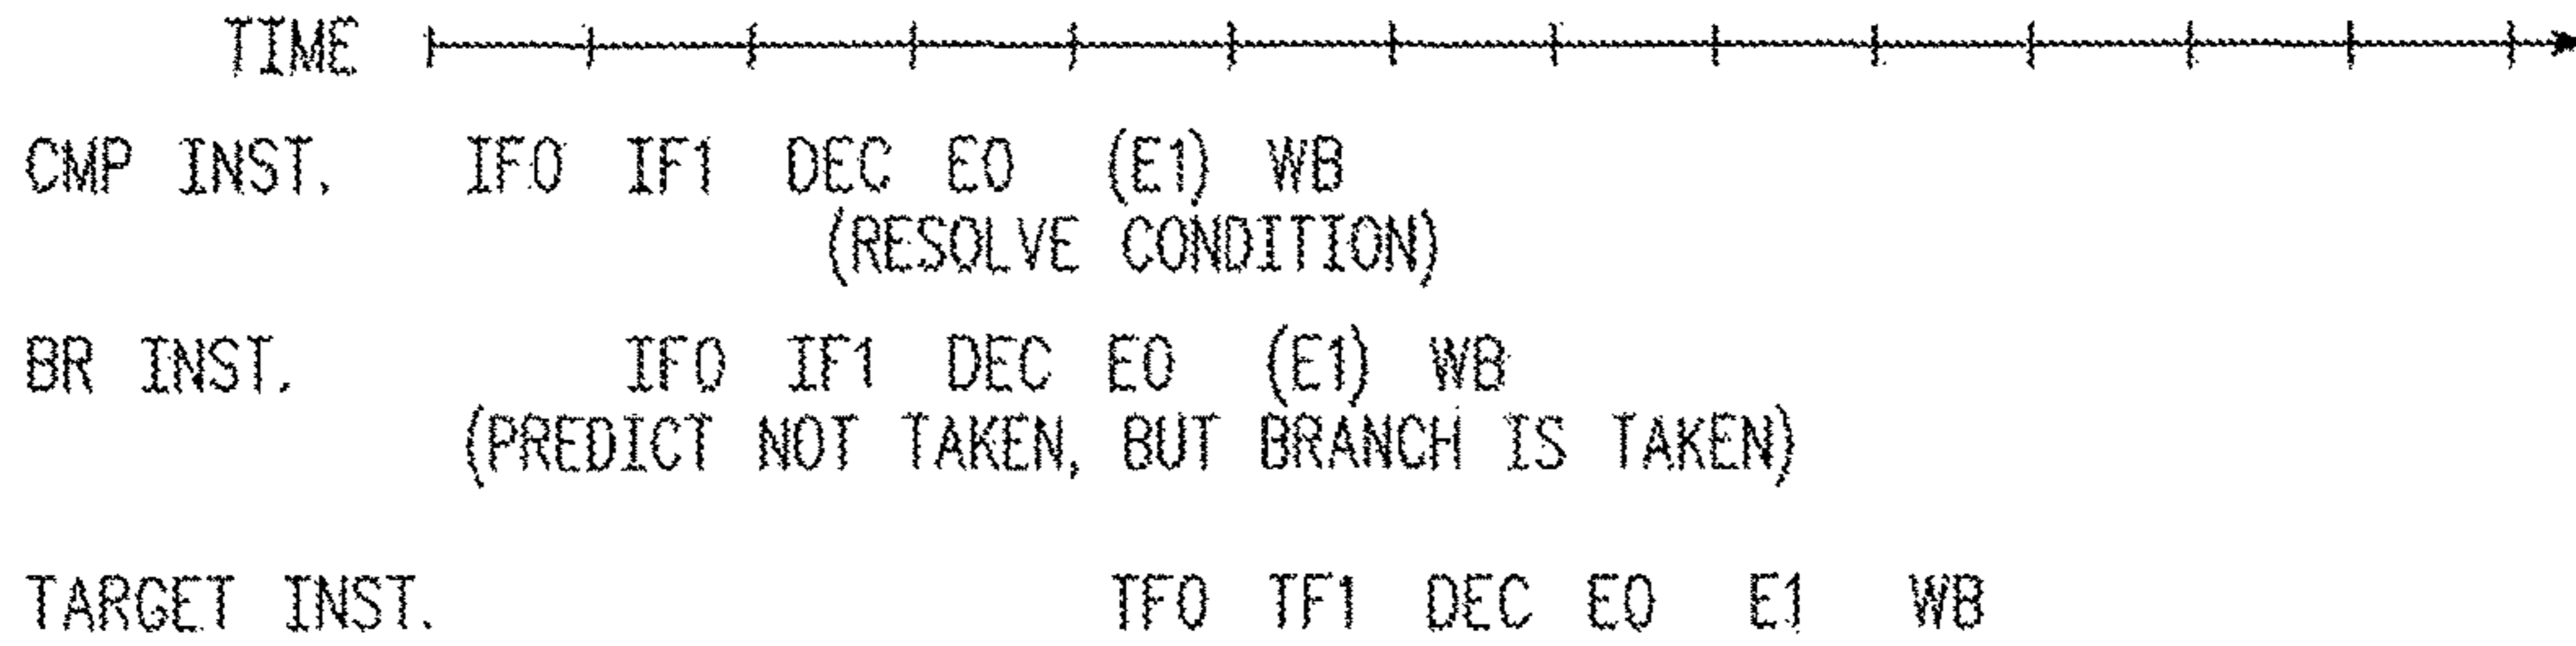 TIME
CMP INST. IF0 IF1 DEC E0 (E1) WB
(RESOLVE CONDITION)
BR INST. IF0 IF1 DEC E0 (E1) WB
(PREDICT NOT TAKEN, BUT BRANCH IS TAKEN)
TARGET INST. TF0 TF1 DEC E0 E1 WB